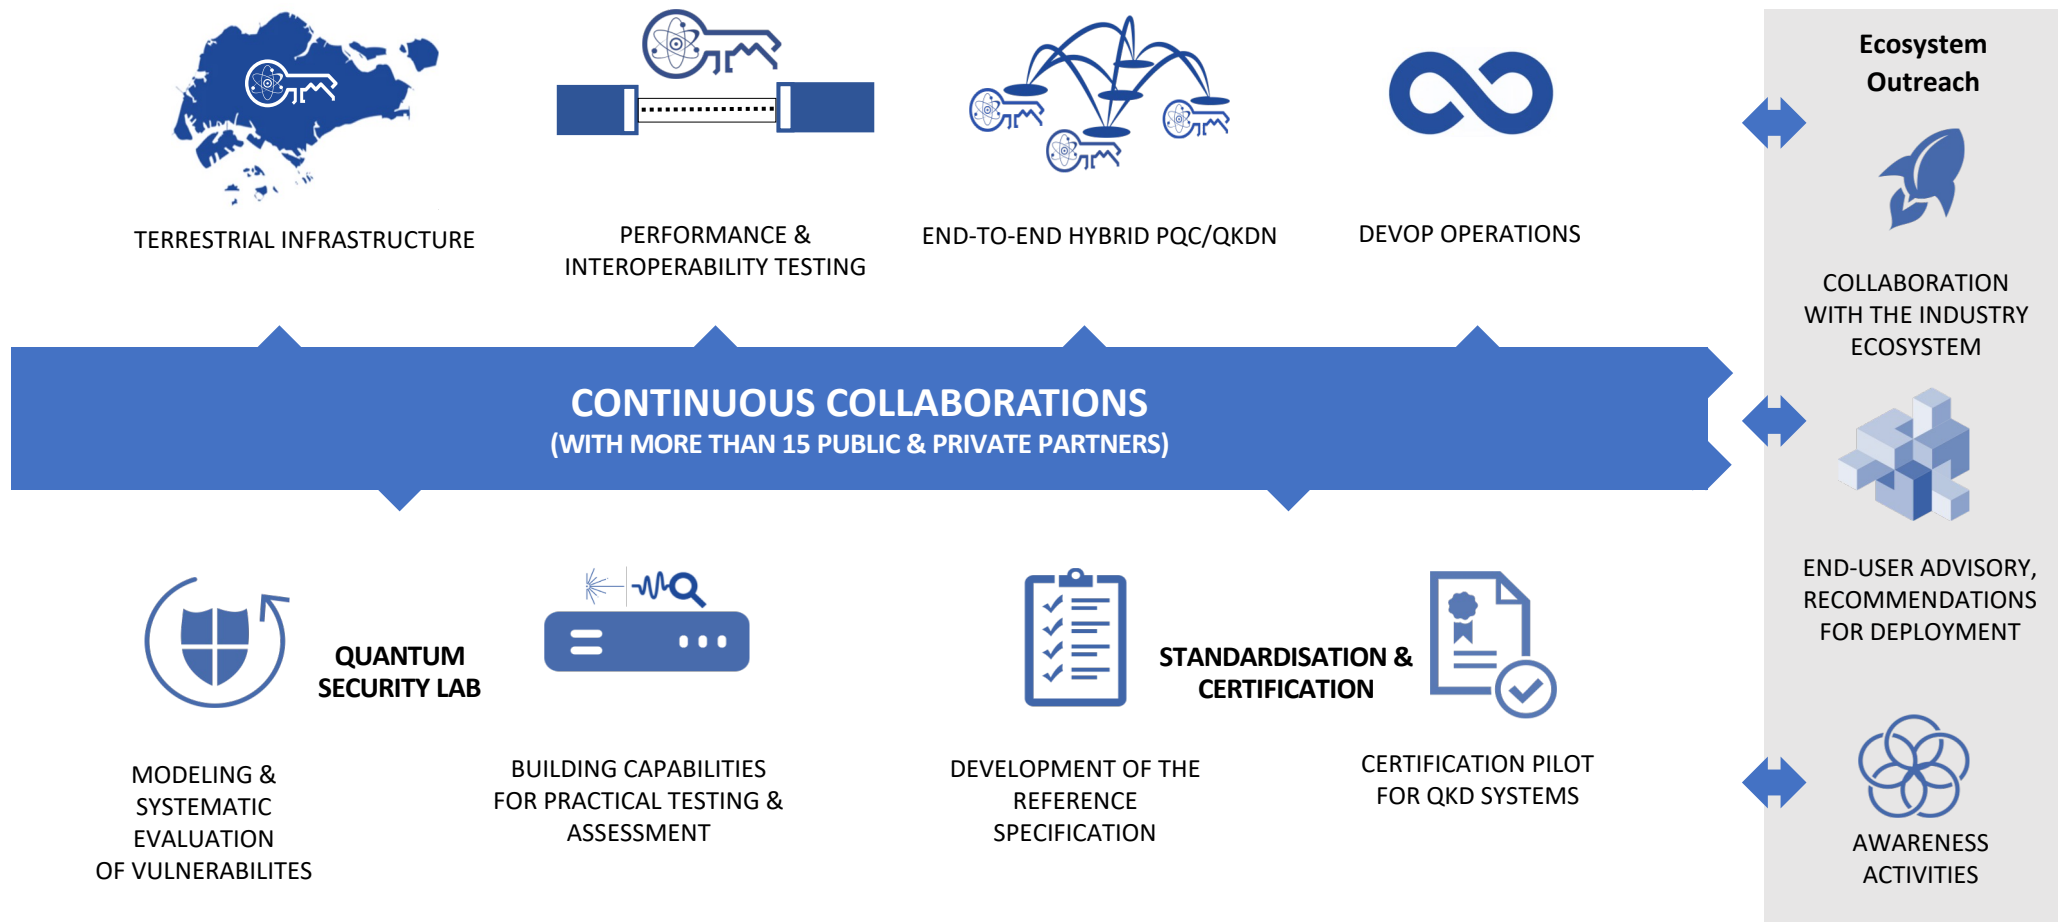 TERRESTRIAL INFRASTRUCTURE
PERFORMANCE &
INTEROPERABILITY TESTING
END-TO-END HYBRID PQC/QKDN
DEVOP OPERATIONS
CONTINUOUS COLLABORATIONS
(WITH MORE THAN 15 PUBLIC & PRIVATE PARTNERS)
QUANTUM
SECURITY LAB
MODELING &
SYSTEMATIC
EVALUATION
OF VULNERABILITES
BUILDING CAPABILITIES
FOR PRACTICAL TESTING &
ASSESSMENT
STANDARDISATION &
CERTIFICATION
DEVELOPMENT OF THE
REFERENCE
SPECIFICATION
CERTIFICATION PILOT
FOR QKD SYSTEMS
Ecosystem
Outreach
COLLABORATION
WITH THE INDUSTRY
ECOSYSTEM
END-USER ADVISORY,
RECOMMENDATIONS
FOR DEPLOYMENT
AWARENESS
ACTIVITIES